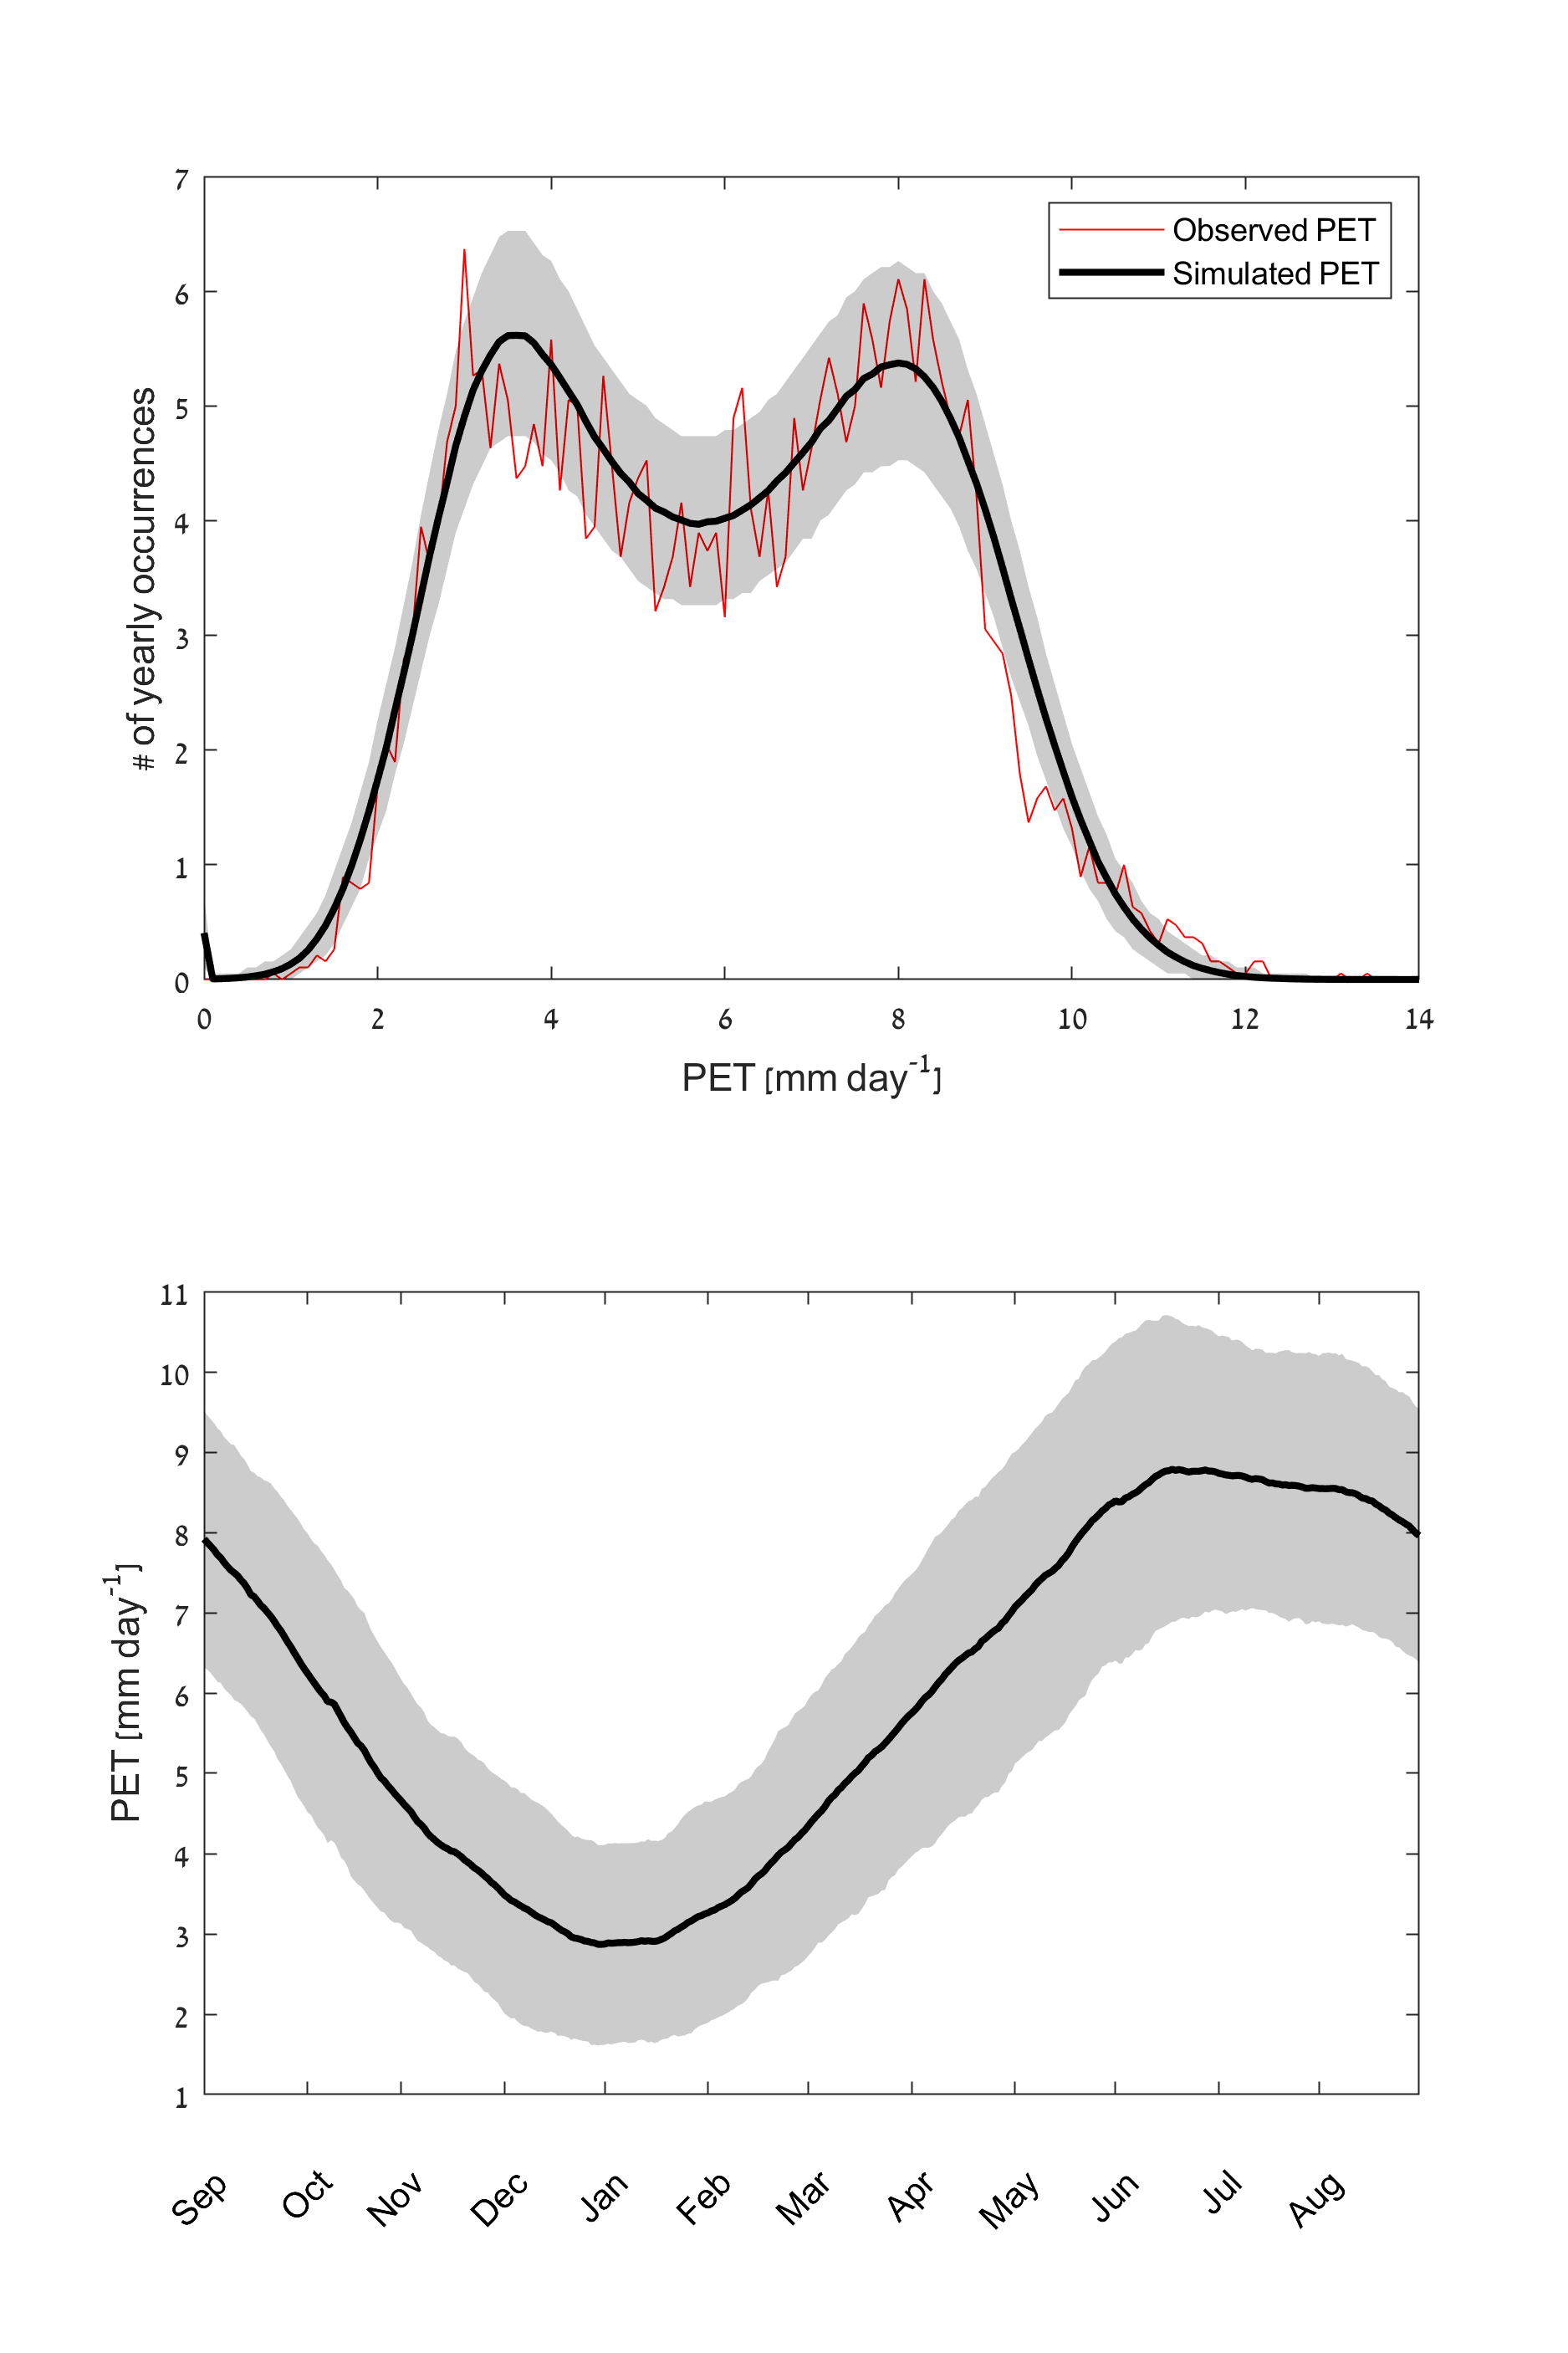 7
6
5
4
3
2
1
0
# of yearly occurrences
Observed PET
Simulated PET
0 2 4 6 8 10 12 14
PET [mm day⁻¹]
11
10
9
8
7
6
5
4
3
2
1
PET [mm day⁻¹]
Sep Oct Nov Dec Jan Feb Mar Apr May Jun Jul Aug